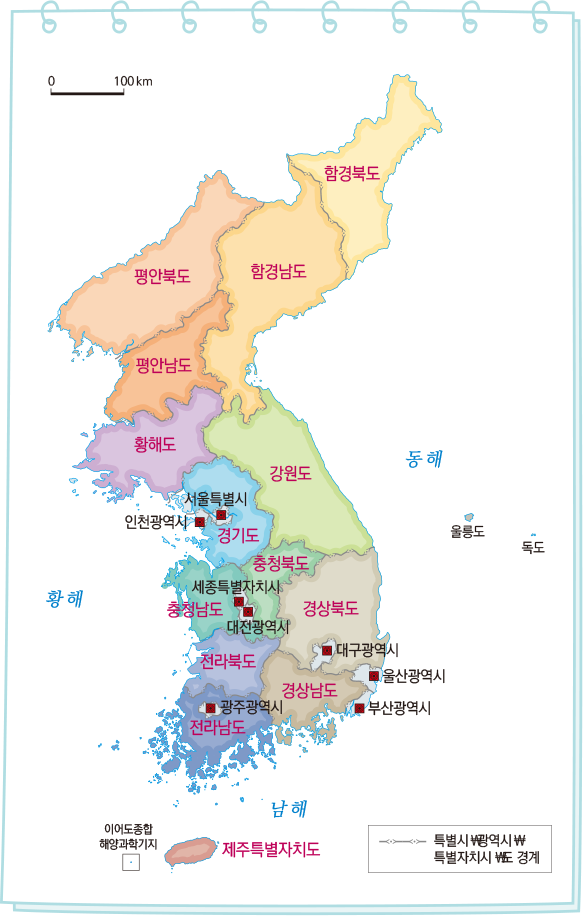 0 100 km
함경북도
함경남도
평안북도
평안남도
황해도
강원도
동해
서울특별시
인천광역시
경기도
울릉도
독도
충청북도
세종특별자치시
황해
충청남도
경상북도
대전광역시
대구광역시
전라북도
울산광역시
경상남도
광주광역시
부산광역시
전라남도
남해
이어도종합
해양과학기지
제주특별자치도
특별시 ₩광역시 ₩
특별자치시 ₩도 경계